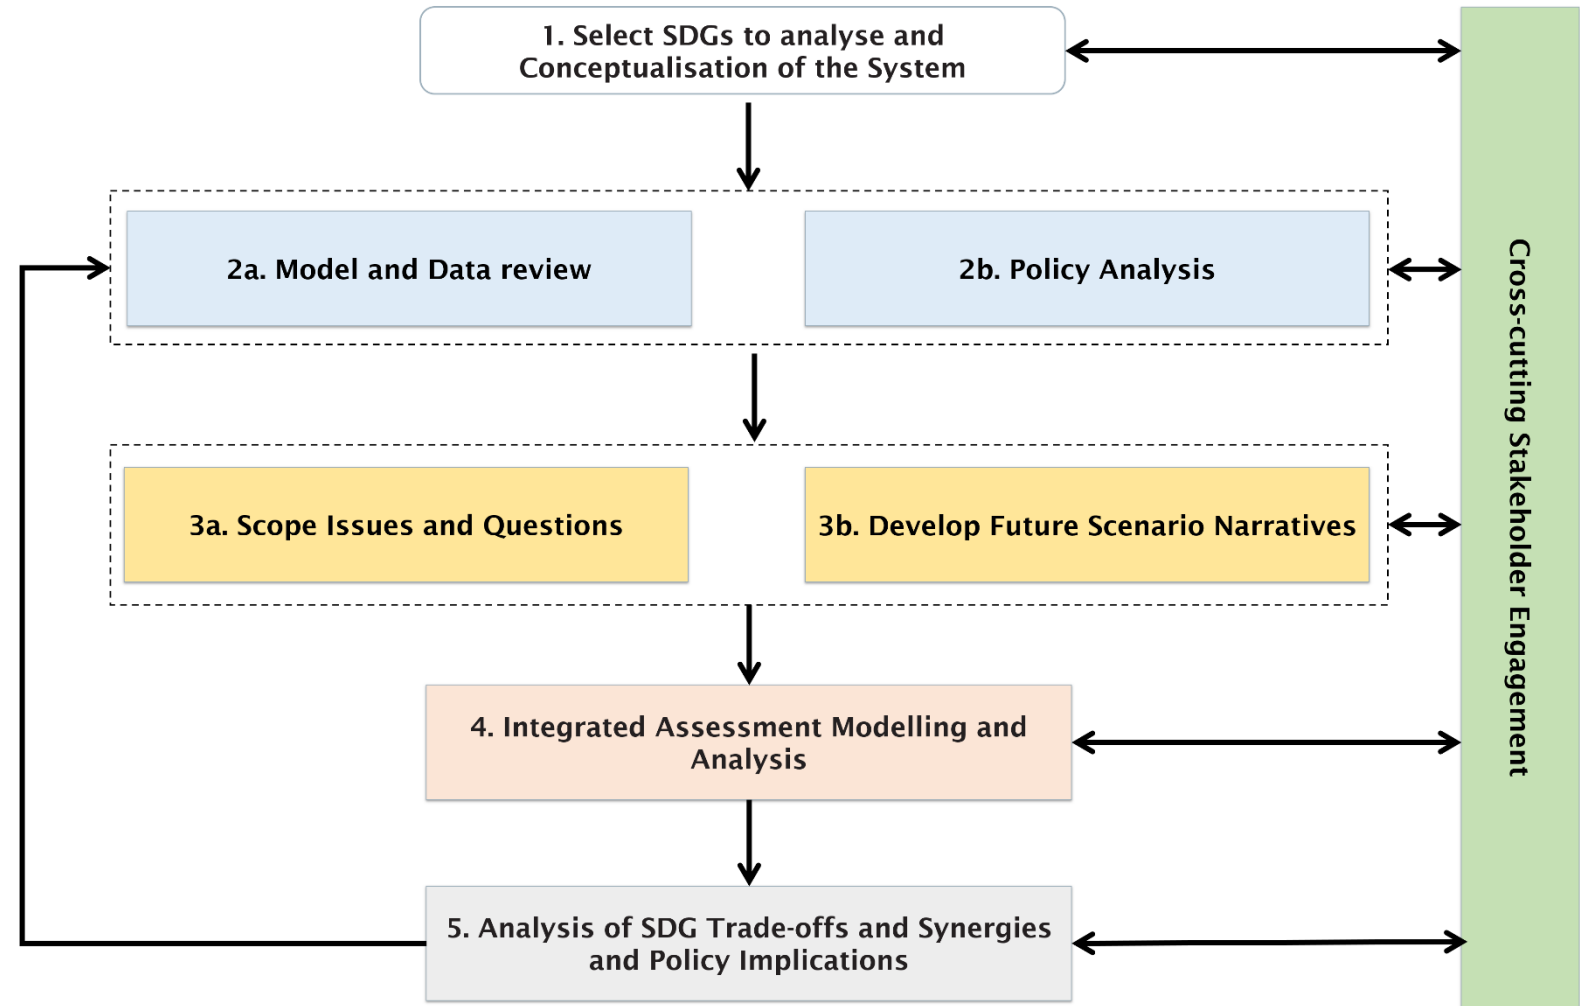 1. Select SDGs to analyse and
Conceptualisation of the System
2a. Model and Data review
2b. Policy Analysis
3a. Scope Issues and Questions
3b. Develop Future Scenario Narratives
4. Integrated Assessment Modelling and
Analysis
5. Analysis of SDG Trade-offs and Synergies
and Policy Implications
Cross-cutting Stakeholder Engagement